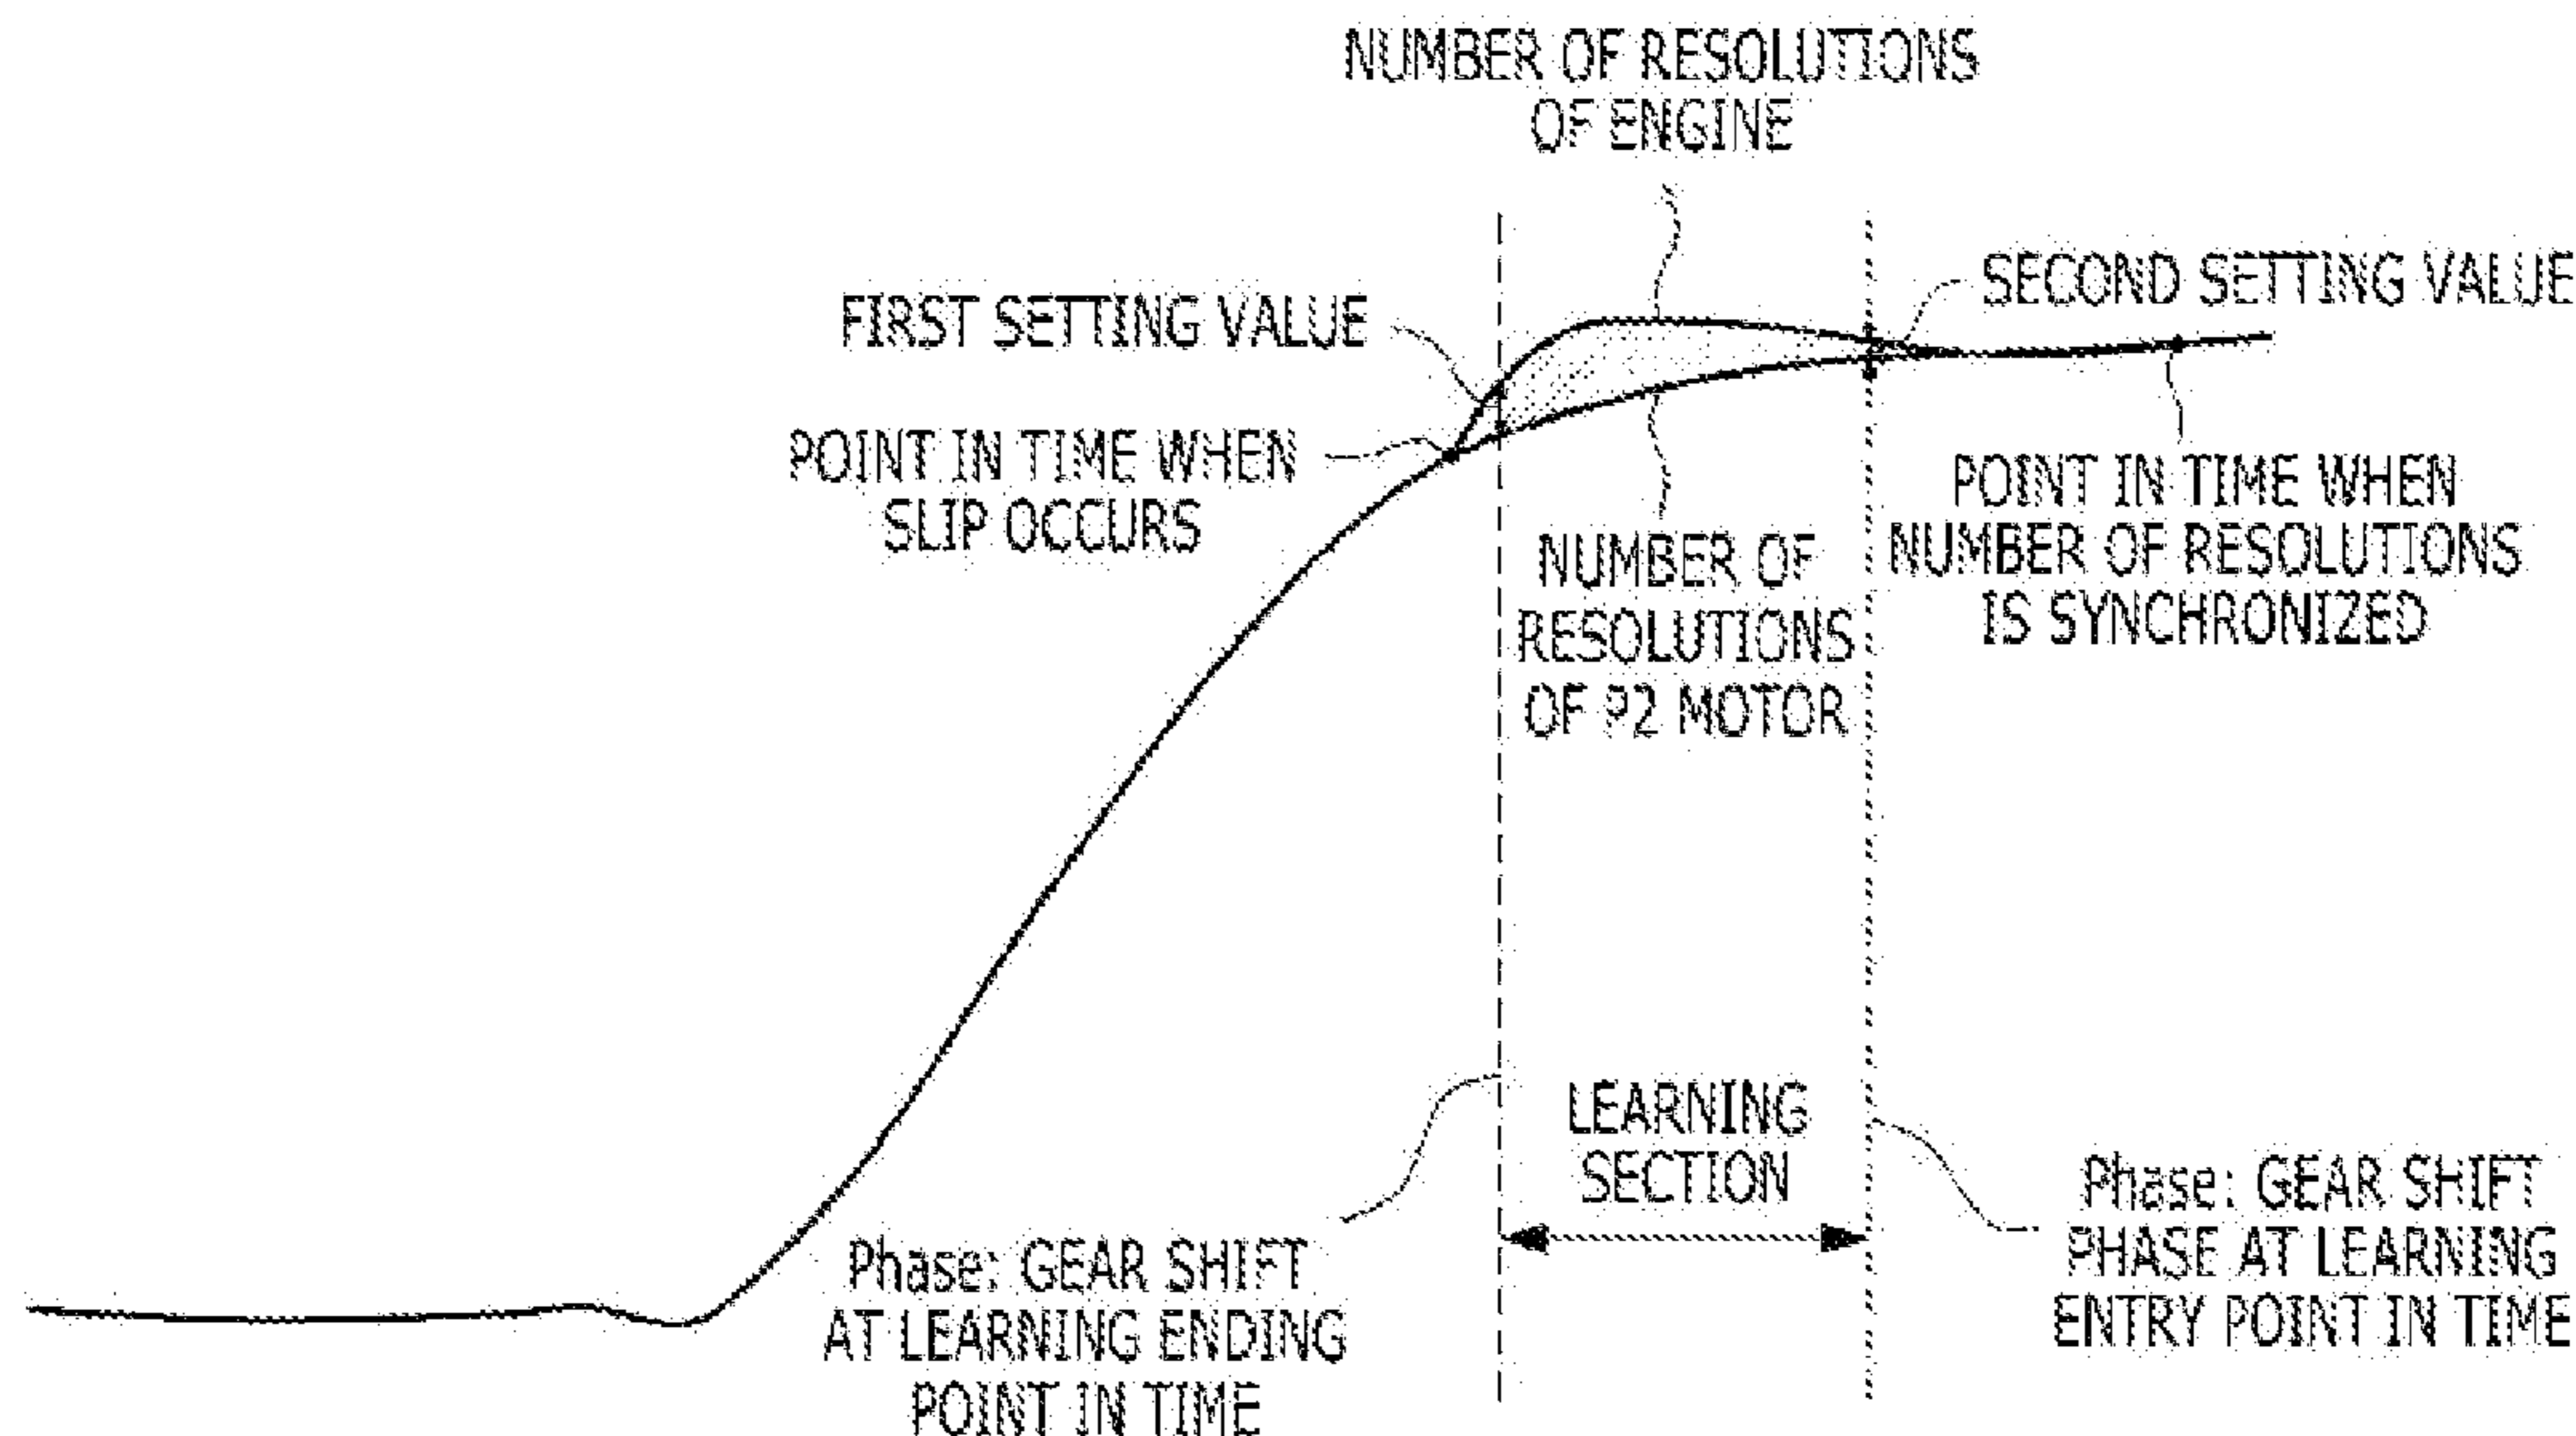 NUMBER OF RESOLUTIONS
OF ENGINE
FIRST SETTING VALUE
SECOND SETTING VALUE
POINT IN TIME WHEN
SLIP OCCURS
NUMBER OF
RESOLUTIONS
OF P2 MOTOR
POINT IN TIME WHEN
NUMBER OF RESOLUTIONS
IS SYNCHRONIZED
LEARNING
SECTION
Phase: GEAR SHIFT
AT LEARNING ENDING
POINT IN TIME
Phase: GEAR SHIFT
PHASE AT LEARNING
ENTRY POINT IN TIME